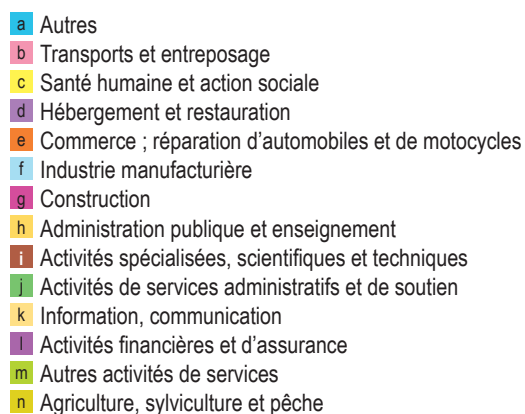 a Autres
b Transports et entreposage
c Santé humaine et action sociale
d Hébergement et restauration
e Commerce ; réparation d’automobiles et de motocycles
f Industrie manufacturière
g Construction
h Administration publique et enseignement
i Activités spécialisées, scientifiques et techniques
j Activités de services administratifs et de soutien
k Information, communication
l Activités financières et d’assurance
m Autres activités de services
n Agriculture, sylviculture et pêche